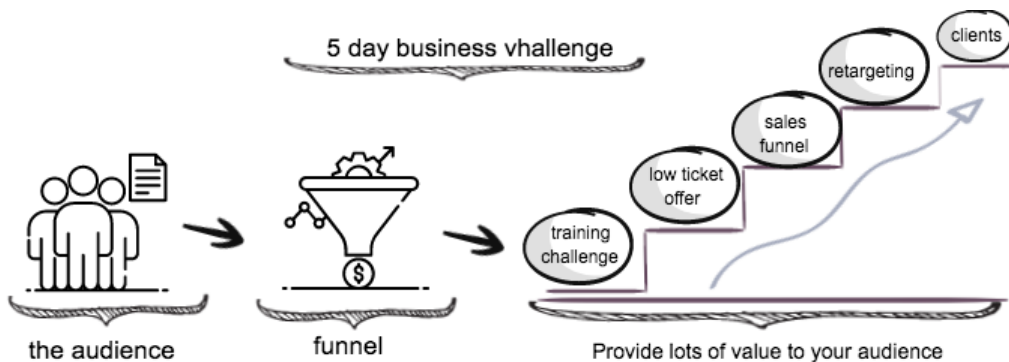 5 day business vhallenge
clients
retargeting
sales
funnel
low ticket
offer
training
challenge
$
the audience
funnel
Provide lots of value to your audience